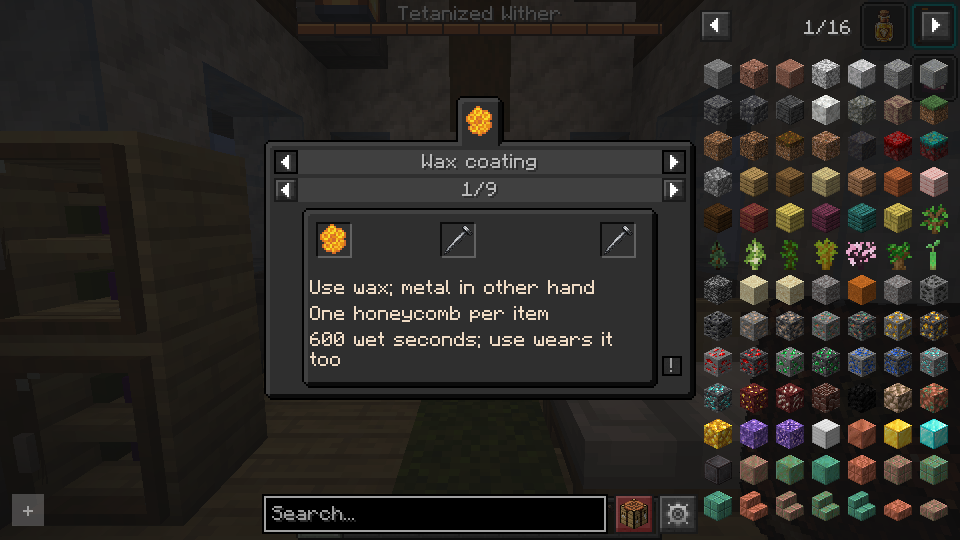 Tetanized Wither
1/16
Wax coating
1/9
Use wax; metal in other hand
One honeycomb per item
600 wet seconds; use wears it
too
!
+
Search...